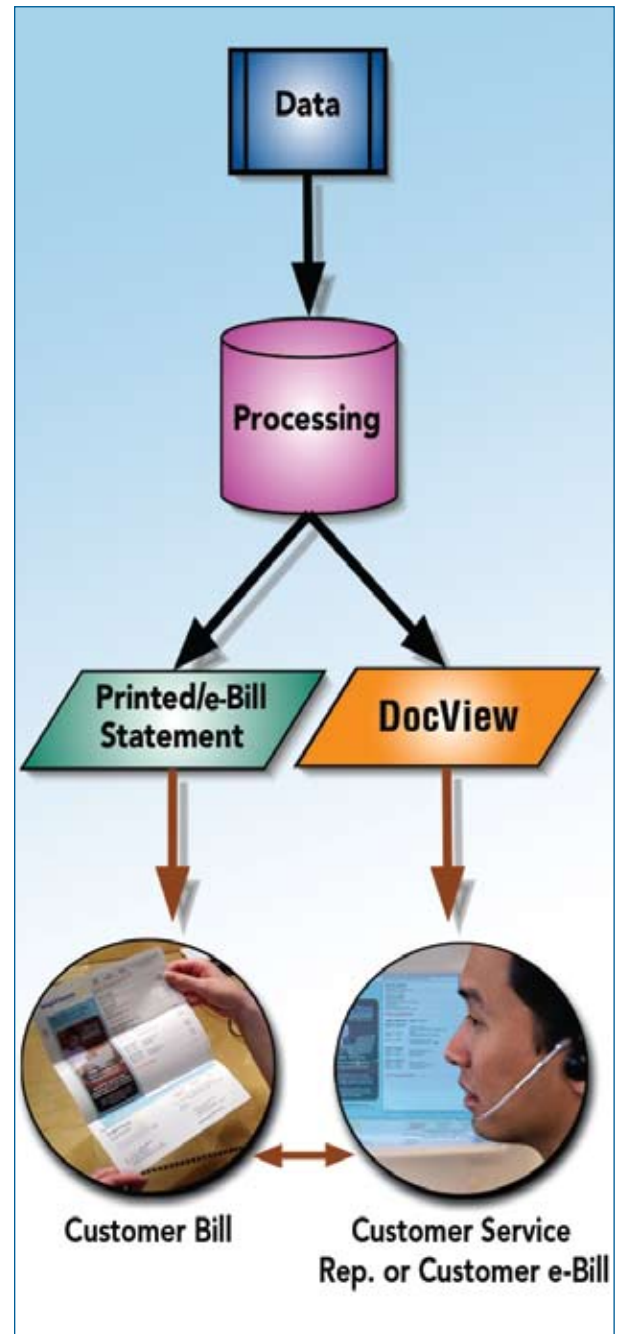 Data
Processing
Printed/e-Bill
Statement
DocView
Customer Bill
Customer Service
Rep. or Customer e-Bill